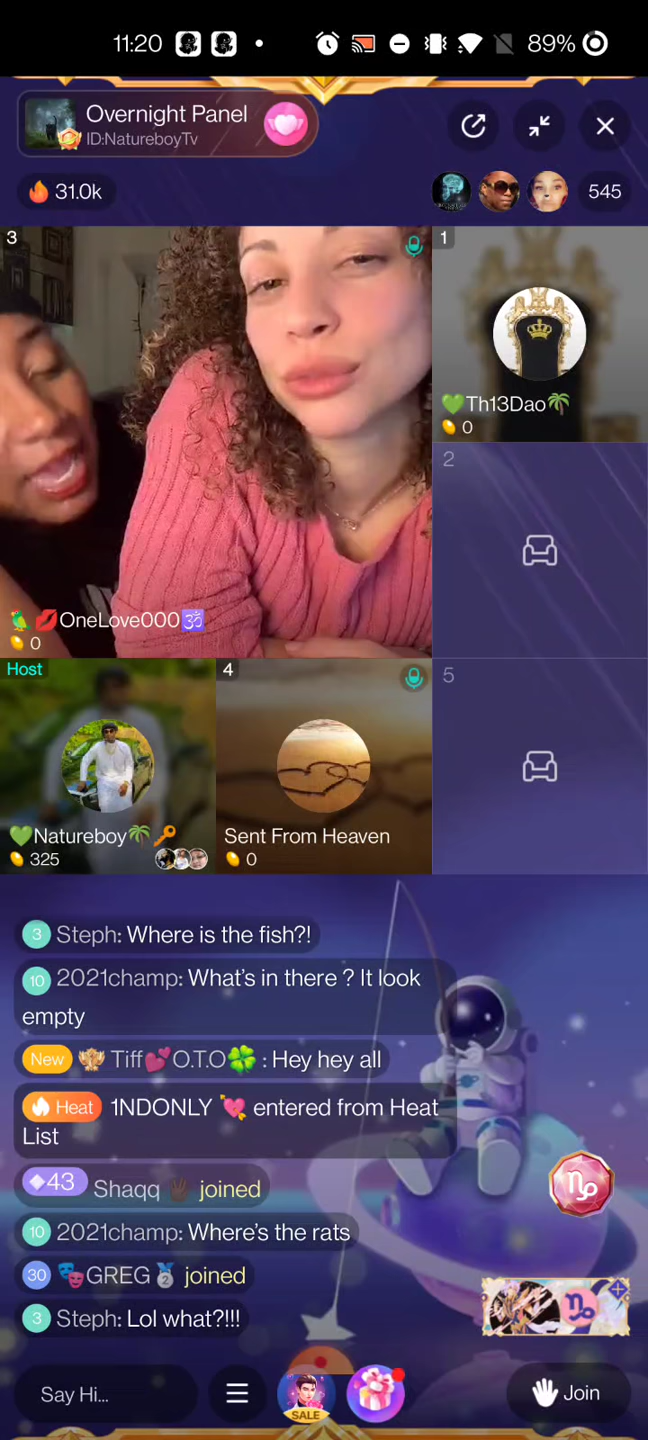 11:20
89%
Overnight Panel
ID:NatureboyTv
31.0k
545
3
1
💚Th13Dao🌴
0
2
🦜💋OneLove000🕉
0
Host
4
5
💚Natureboy🌴🔑
325
Sent From Heaven
0
3 Steph: Where is the fish?!
10 2021champ: What's in there ? It look
empty
New Tiff💕O.T.O🍀 : Hey hey all
Heat 1NDONLY 💘 entered from Heat
List
43 Shaqq joined
10 2021champ: Where's the rats
30 🎭GREG🥈 joined
3 Steph: Lol what?!!!
Say Hi...
SALE
Join